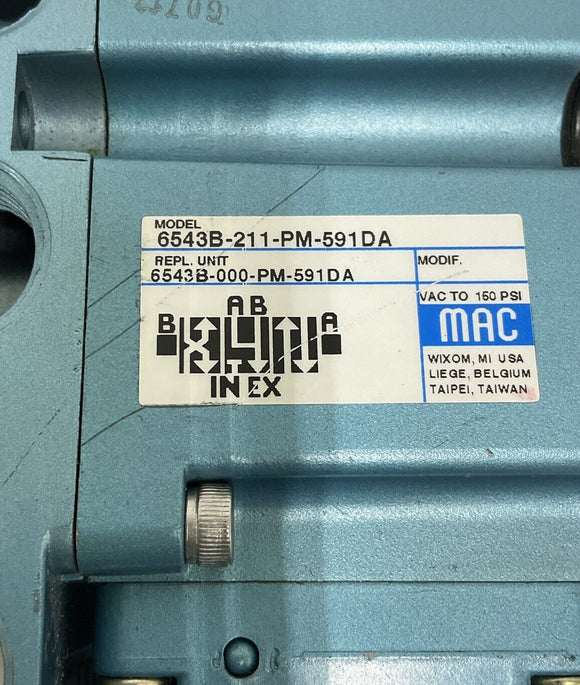 MODEL
6543B-211-PM-591DA
REPL. UNIT
6543B-000-PM-591DA
MODIF.
VAC TO 150 PSI
MAC
WIXOM, MI USA
LIEGE, BELGIUM
TAIPEI, TAIWAN
A B
B A
IN EX